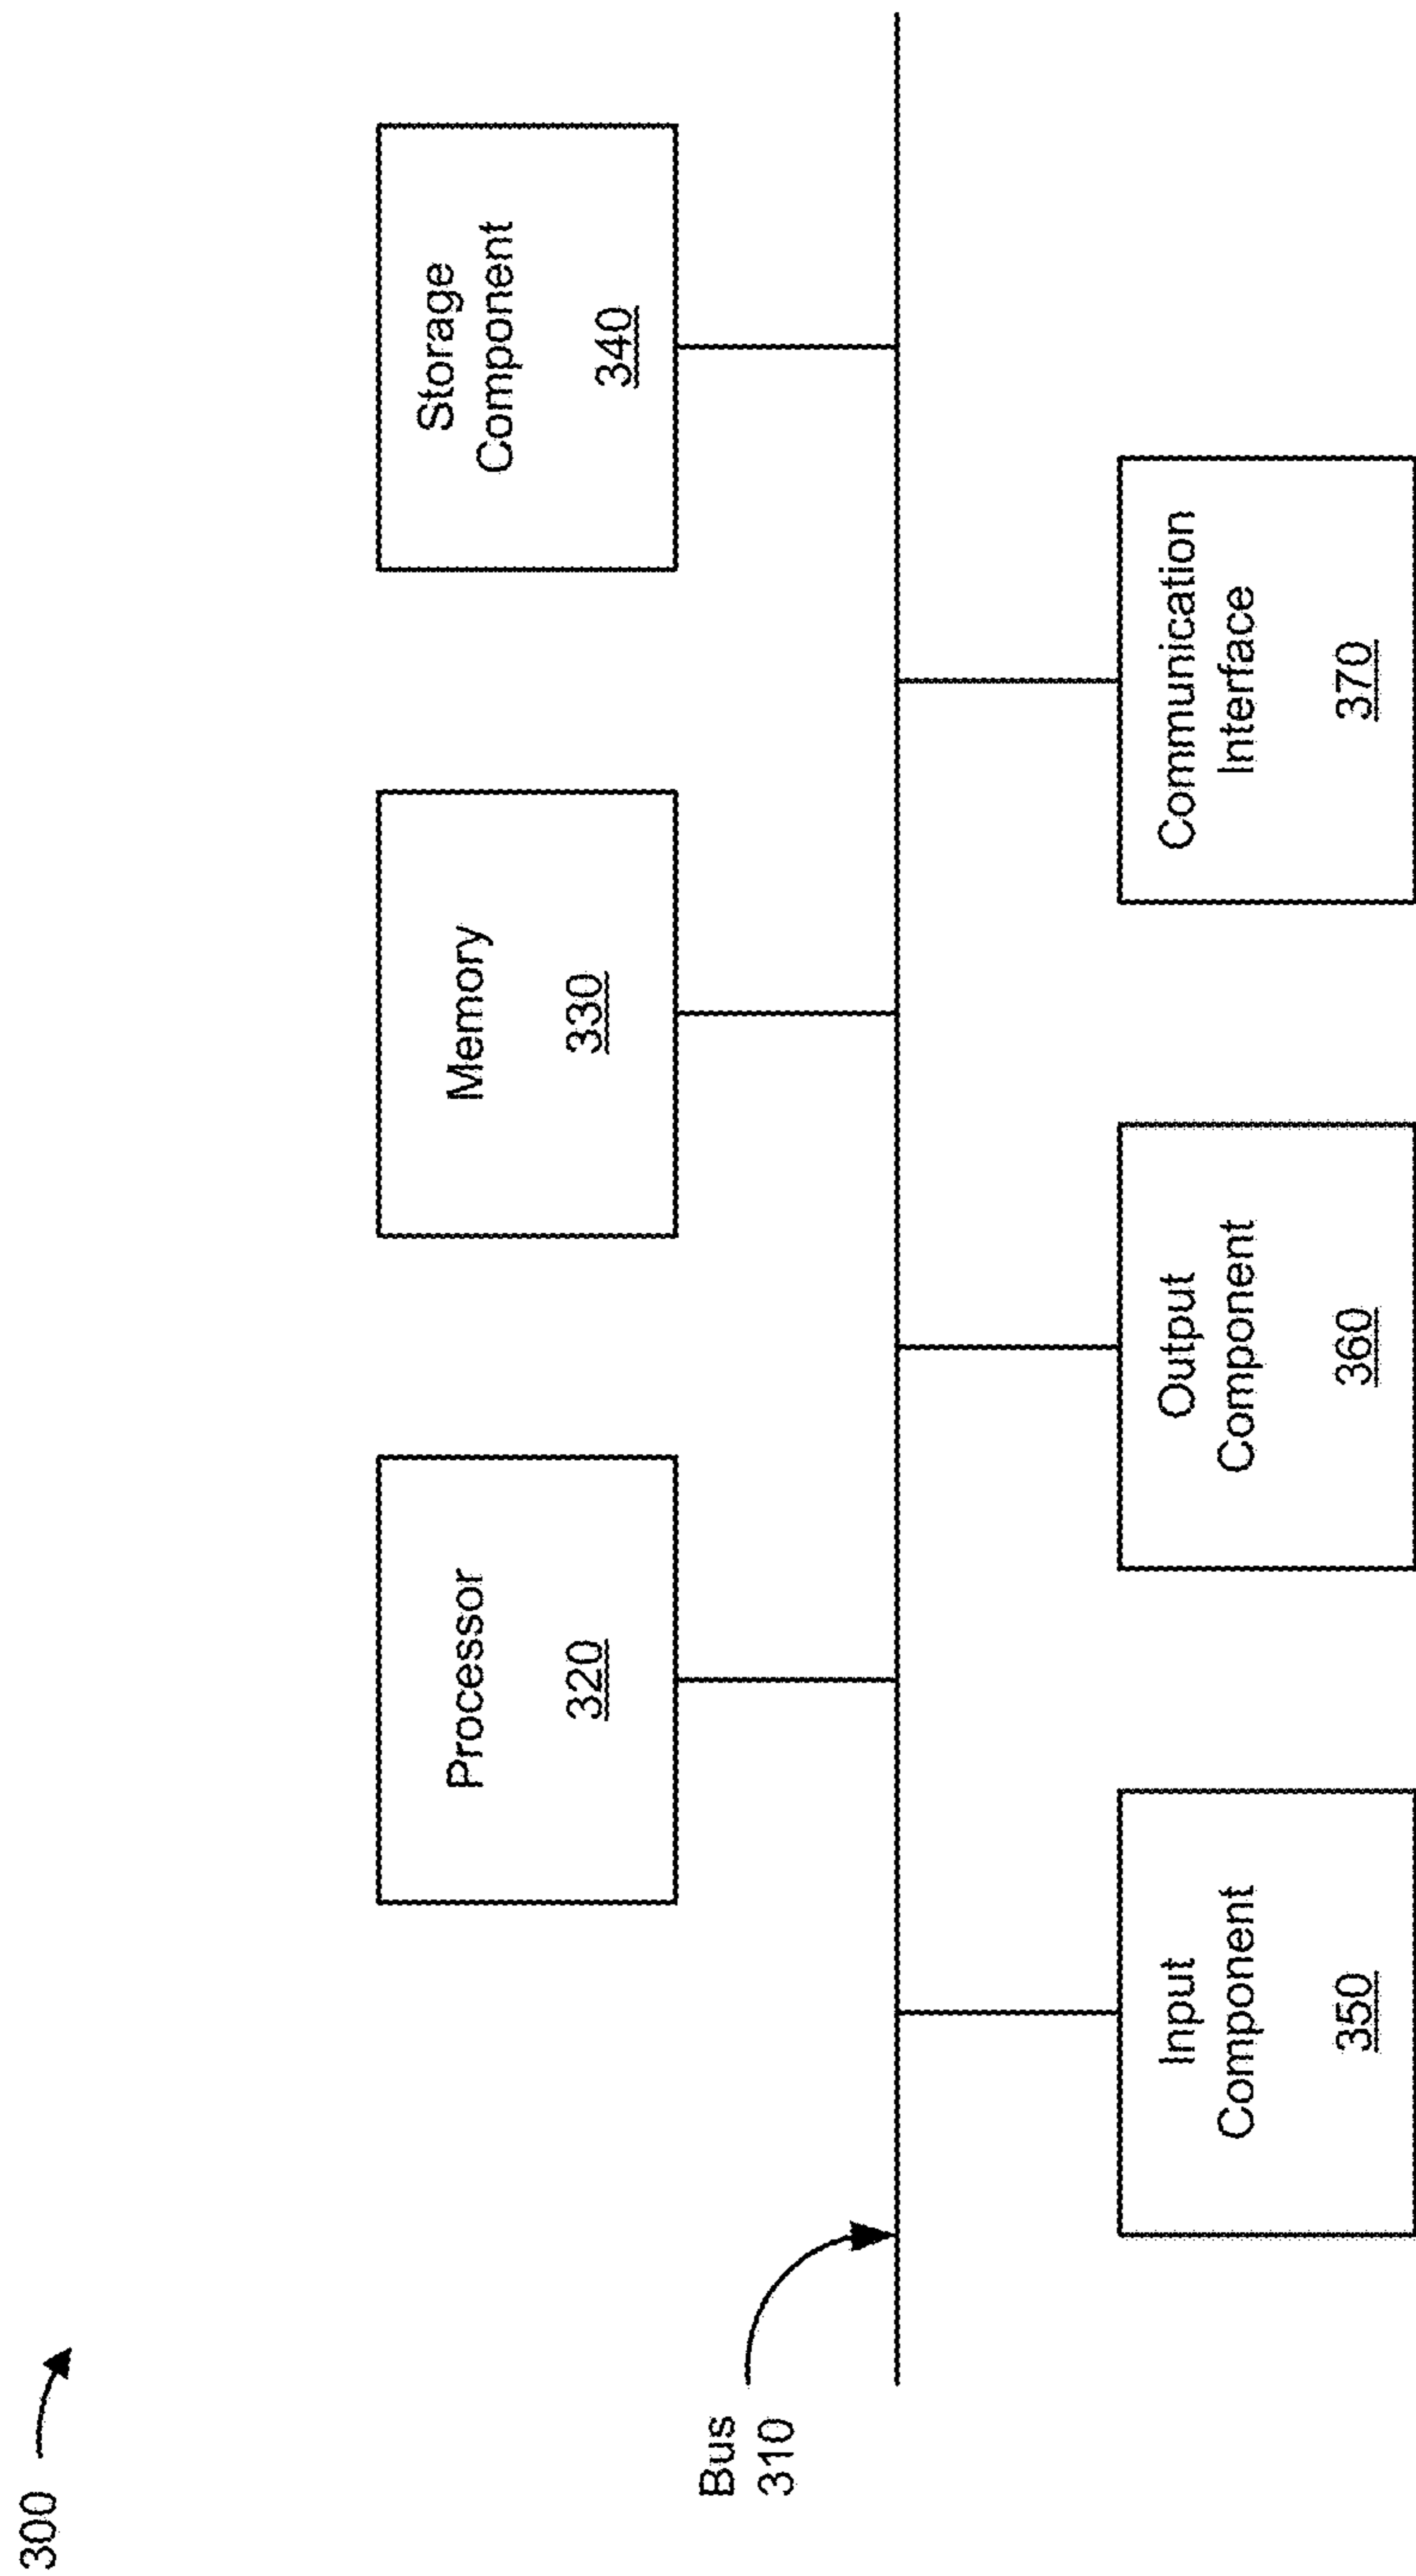 300
Processor
320
Memory
330
Storage
Component
340
Bus
310
Input
Component
350
Output
Component
360
Communication
Interface
370